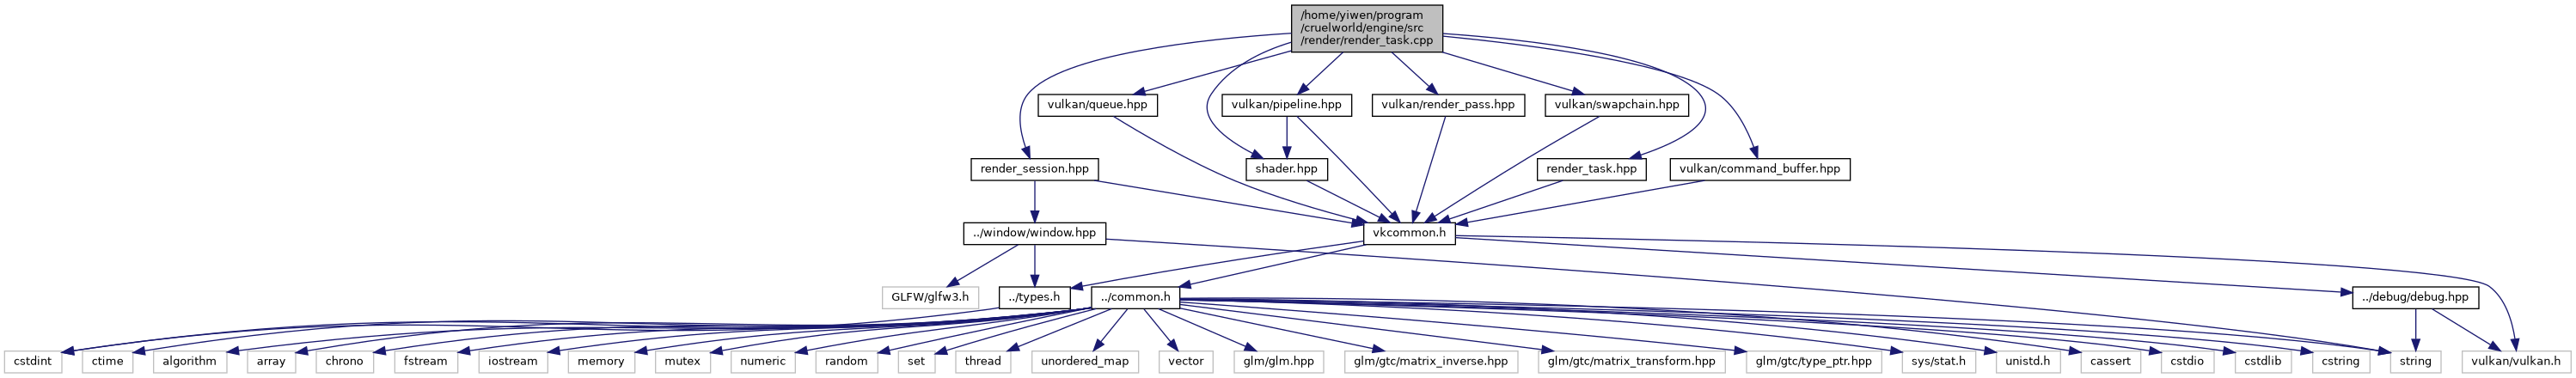 /home/yiwen/program
/cruelworld/engine/src
/render/render_task.cpp
vulkan/queue.hpp
vulkan/pipeline.hpp
vulkan/render_pass.hpp
vulkan/swapchain.hpp
render_session.hpp
shader.hpp
render_task.hpp
vulkan/command_buffer.hpp
../window/window.hpp
vkcommon.h
GLFW/glfw3.h
../types.h
../common.h
../debug/debug.hpp
cstdint
ctime
algorithm
array
chrono
fstream
iostream
memory
mutex
numeric
random
set
thread
unordered_map
vector
glm/glm.hpp
glm/gtc/matrix_inverse.hpp
glm/gtc/matrix_transform.hpp
glm/gtc/type_ptr.hpp
sys/stat.h
unistd.h
cassert
cstdio
cstdlib
cstring
string
vulkan/vulkan.h